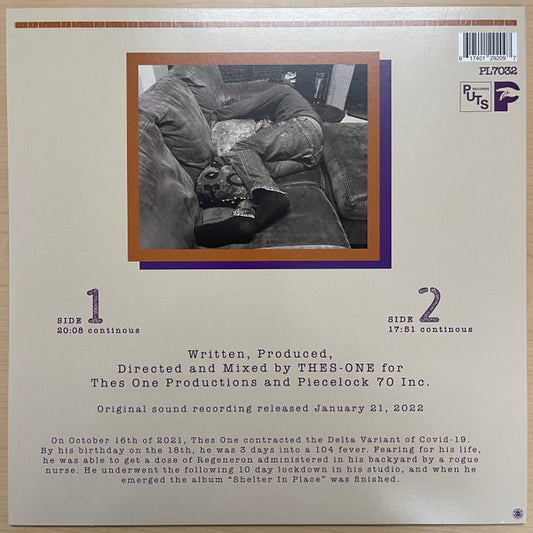 6 17401 29209 7
PL7032
PUTS
RECORDS
P
SIDE 1
20:08 continous
SIDE 2
17:51 continous
Written, Produced,
Directed and Mixed by THES-ONE for
Thes One Productions and Piecelock 70 Inc.
Original sound recording released January 21, 2022
On October 16th of 2021, Thes One contracted the Delta Variant of Covid-19.
By his birthday on the 18th, he was 3 days into a 104 fever. Fearing for his life,
he was able to get a dose of Regeneron administered in his backyard by a rogue
nurse. He underwent the following 10 day lockdown in his studio, and when he
emerged the album "Shelter In Place" was finished.